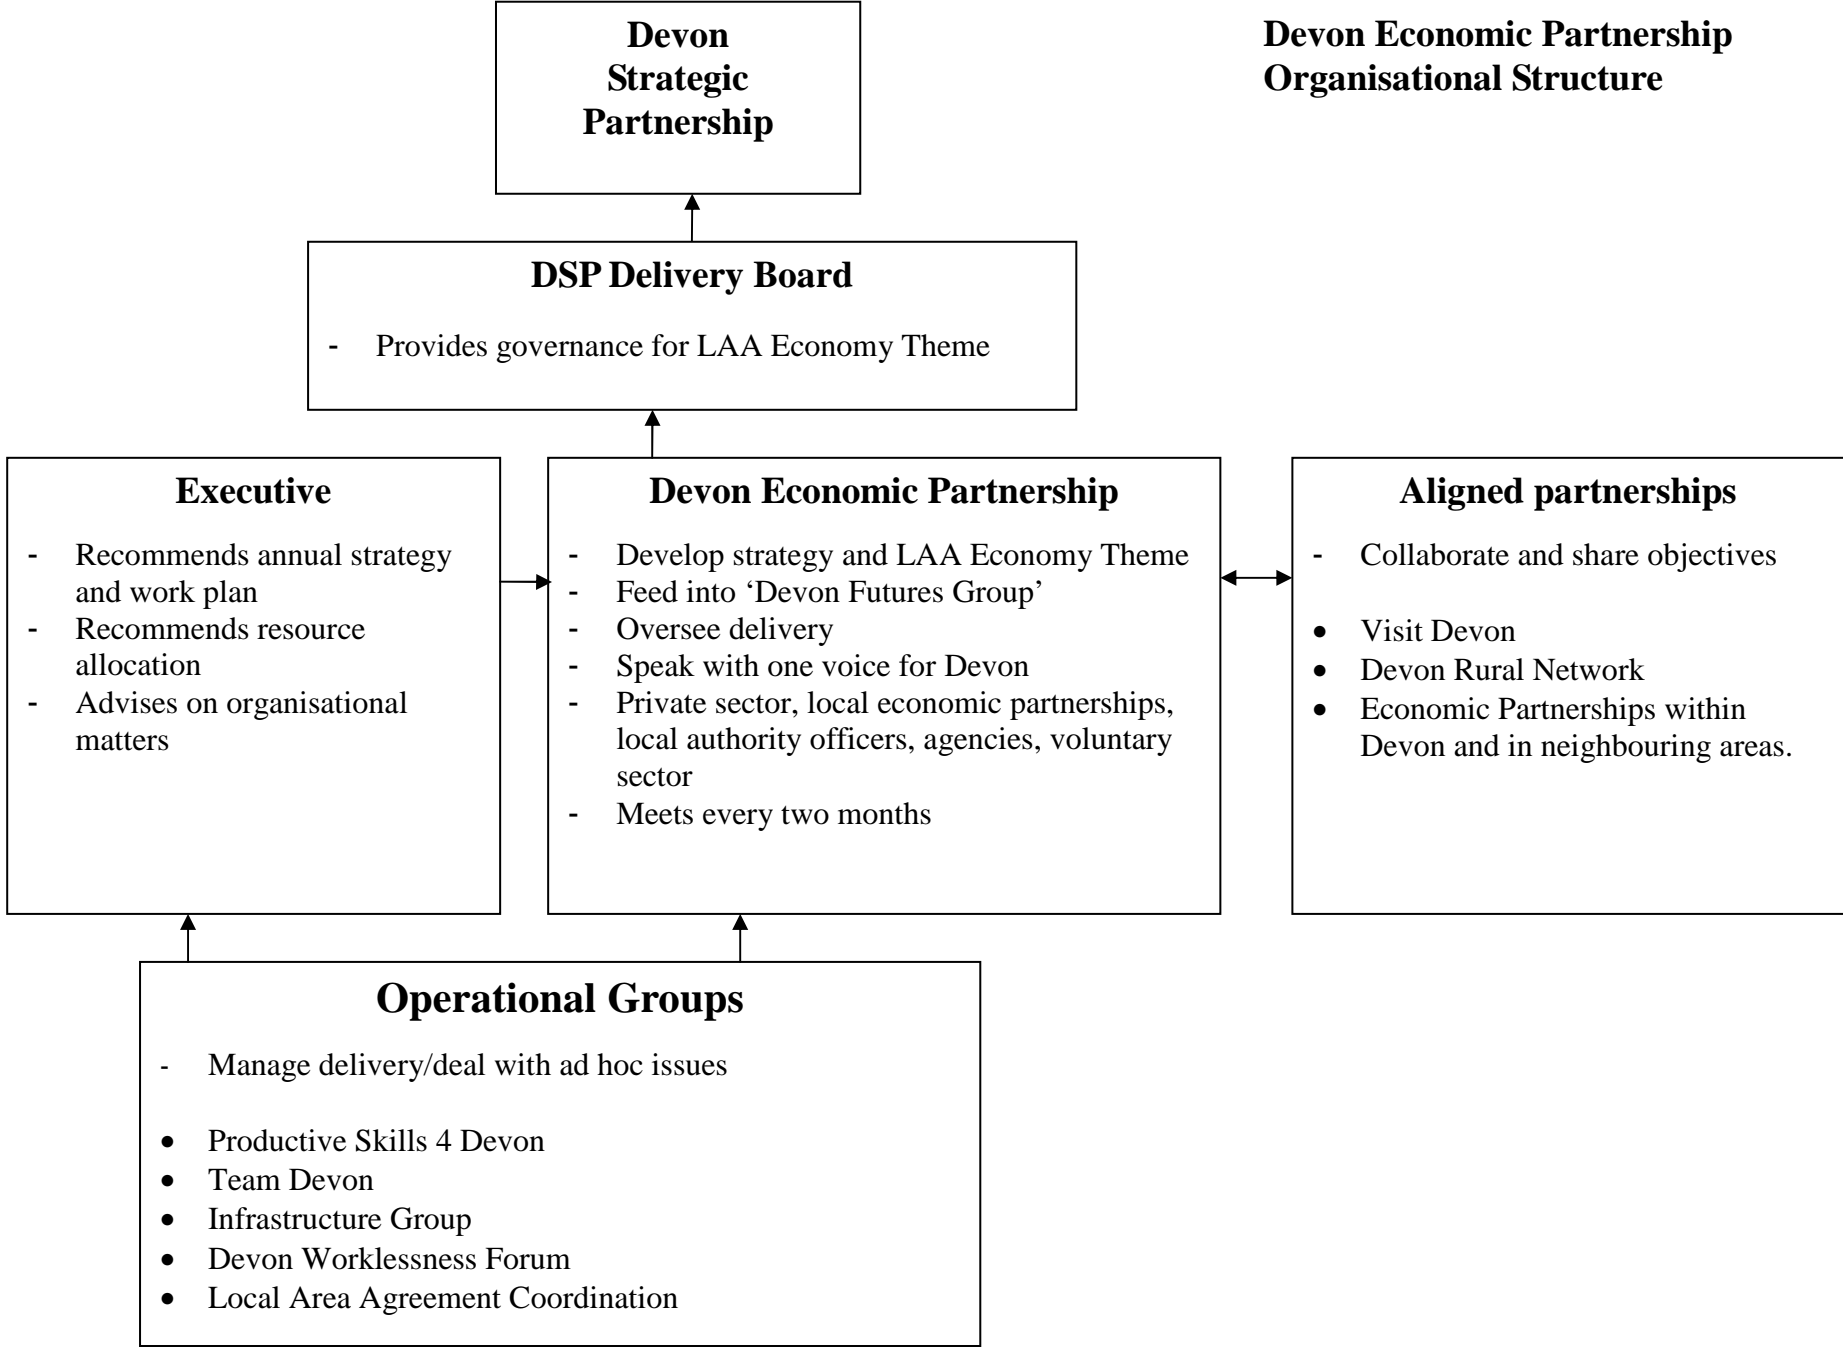 Devon
Strategic
Partnership
Devon Economic Partnership
Organisational Structure
DSP Delivery Board
- Provides governance for LAA Economy Theme
Executive
- Recommends annual strategy
and work plan
- Recommends resource
allocation
- Advises on organisational
matters
Devon Economic Partnership
- Develop strategy and LAA Economy Theme
- Feed into ‘Devon Futures Group’
- Oversee delivery
- Speak with one voice for Devon
- Private sector, local economic partnerships,
local authority officers, agencies, voluntary
sector
- Meets every two months
Aligned partnerships
- Collaborate and share objectives
• Visit Devon
• Devon Rural Network
• Economic Partnerships within
Devon and in neighbouring areas.
Operational Groups
- Manage delivery/deal with ad hoc issues
• Productive Skills 4 Devon
• Team Devon
• Infrastructure Group
• Devon Worklessness Forum
• Local Area Agreement Coordination